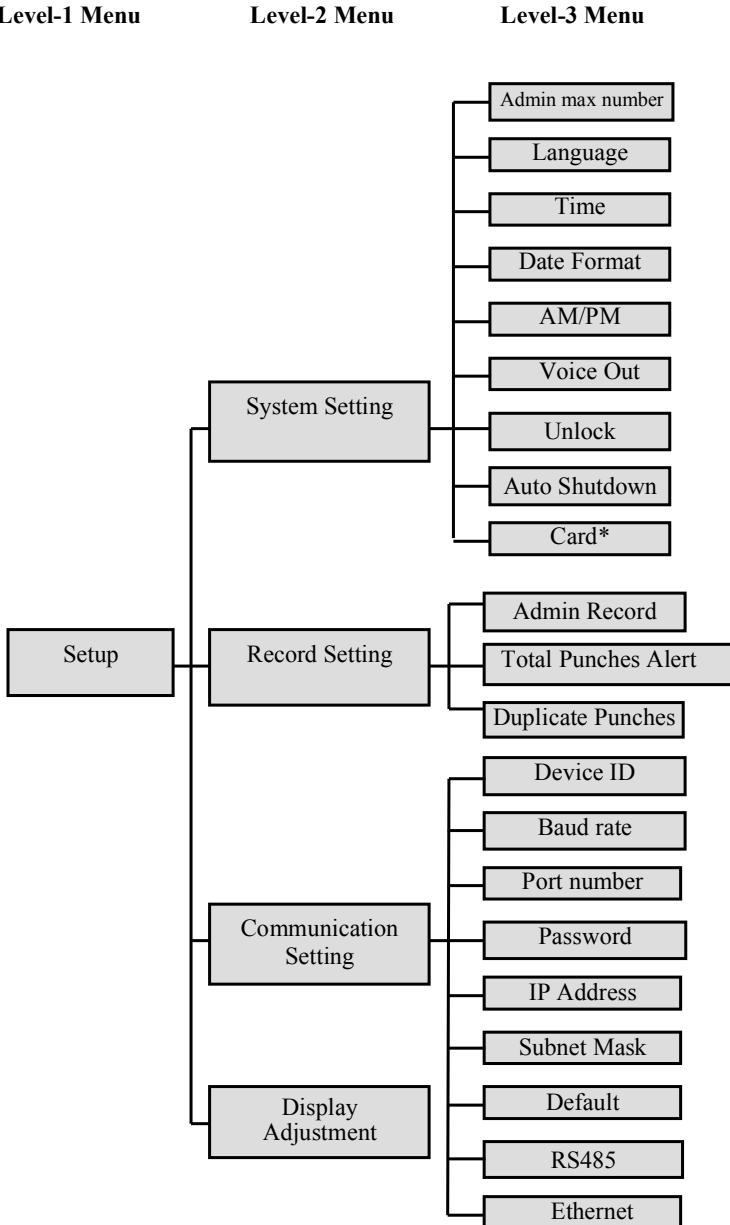 Level-1 Menu Level-2 Menu Level-3 Menu
Admin max number
Language
Time
Date Format
AM/PM
Voice Out
System Setting
Unlock
Auto Shutdown
Card*
Admin Record
Setup
Record Setting
Total Punches Alert
Duplicate Punches
Device ID
Baud rate
Port number
Communication
Setting
Password
IP Address
Subnet Mask
Display
Adjustment
Default
RS485
Ethernet